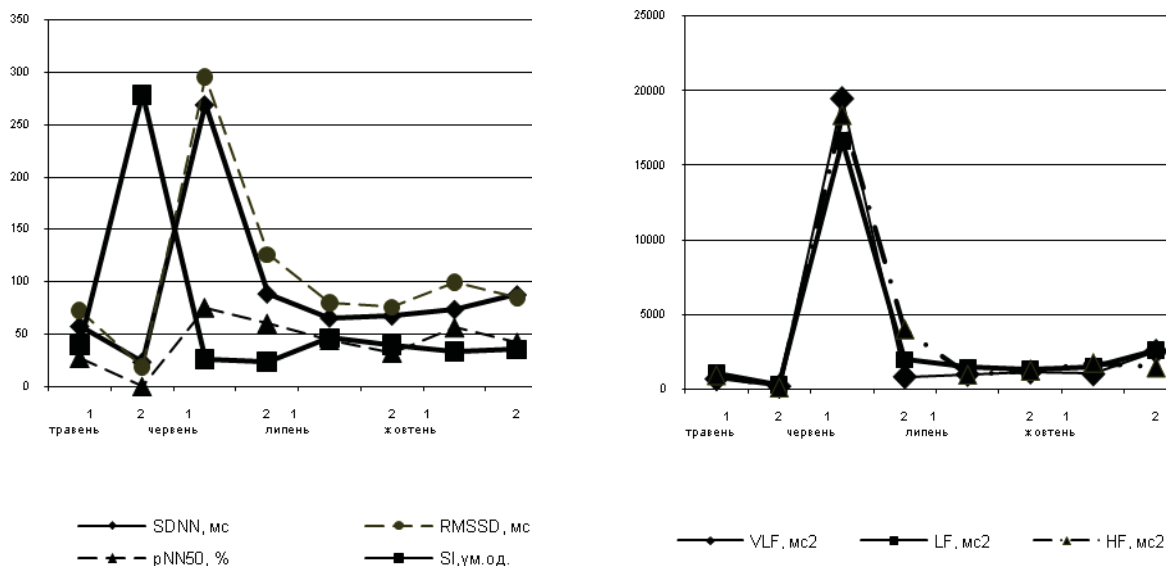 350
300
250
200
150
100
50
0
1 2 1 2 1 2 1 2
травень червень липень жовтень
SDNN, мс RMSSD, мс
pNN50, % SI,ум.од.
25000
20000
15000
10000
5000
0
1 2 1 2 1 2 1 2
травень червень липень жовтень
VLF, мс2 LF, мс2 HF, мс2